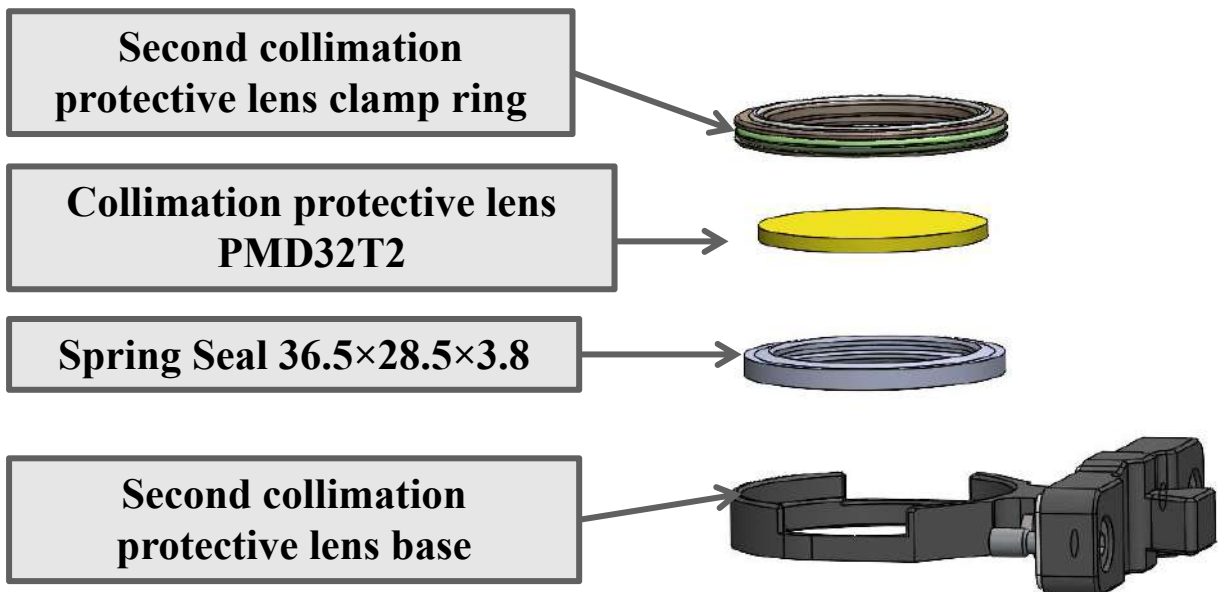 Second collimation
protective lens clamp ring
Collimation protective lens
PMD32T2
Spring Seal 36.5×28.5×3.8
Second collimation
protective lens base